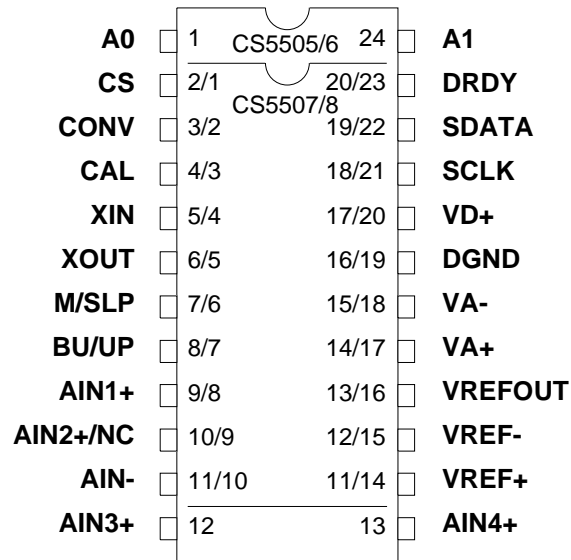 A0 1 CS5505/6 24 A1
CS 2/1 20/23 DRDY
CS5507/8
CONV 3/2 19/22 SDATA
CAL 4/3 18/21 SCLK
XIN 5/4 17/20 VD+
XOUT 6/5 16/19 DGND
M/SLP 7/6 15/18 VA-
BU/UP 8/7 14/17 VA+
AIN1+ 9/8 13/16 VREFOUT
AIN2+/NC 10/9 12/15 VREF-
AIN- 11/10 11/14 VREF+
AIN3+ 12 13 AIN4+